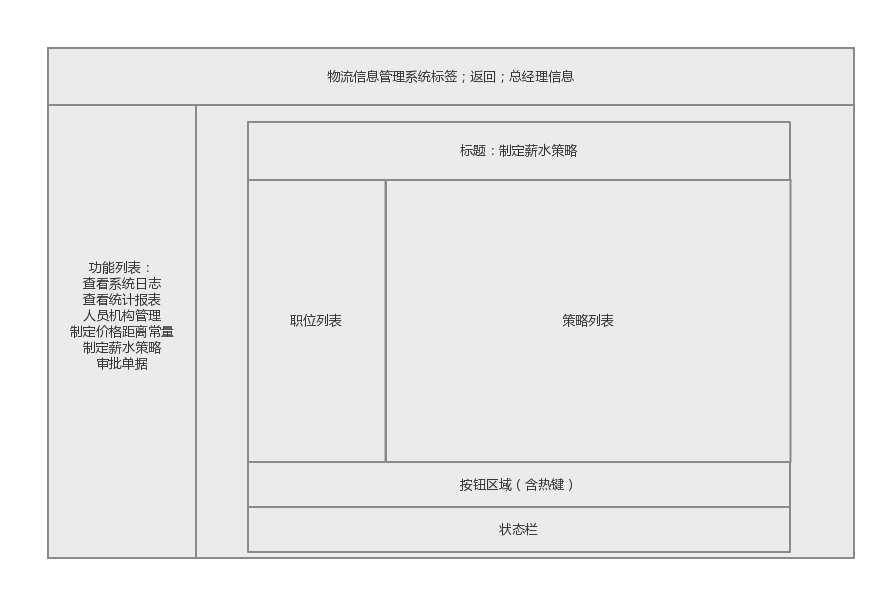 物流信息管理系统标签；返回；总经理信息
标题：制定薪水策略
功能列表：
查看系统日志
查看统计报表
人员机构管理
制定价格距离常量
制定薪水策略
审批单据
职位列表
策略列表
按钮区域（含热键）
状态栏